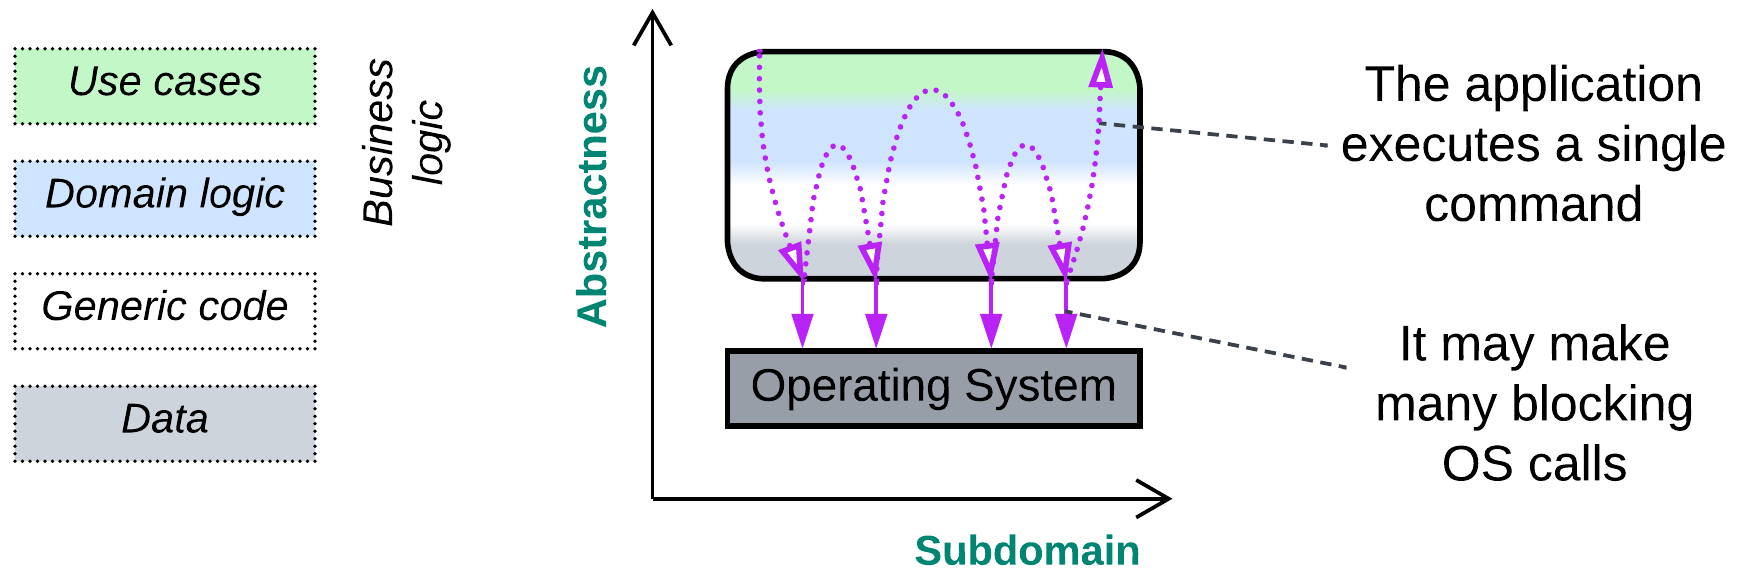 Use cases
Domain logic
Generic code
Data
Business
logic
Abstractness
Subdomain
Operating System
The application
executes a single
command
It may make
many blocking
OS calls